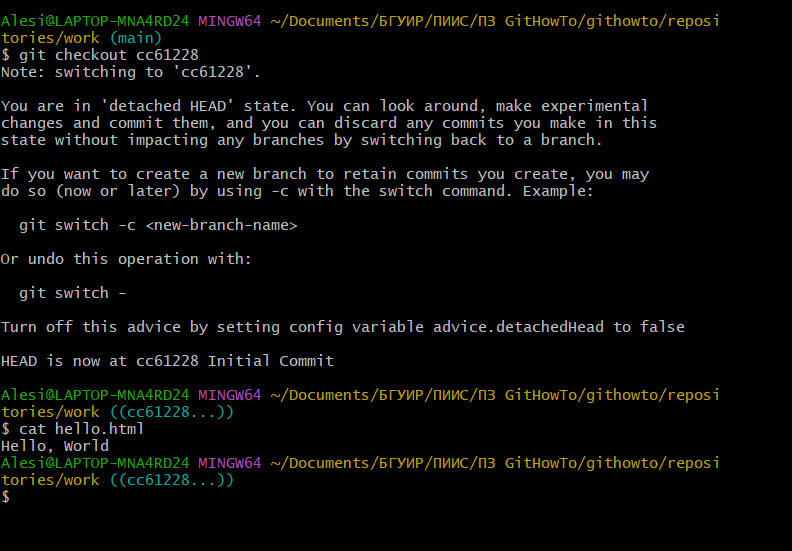 Alesi@LAPTOP-MNA4RD24 MINGW64 ~/Documents/БГУИР/ПИИС/ПЗ GitHowTo/githowto/reposi
tories/work (main)
$ git checkout cc61228
Note: switching to 'cc61228'.
You are in 'detached HEAD' state. You can look around, make experimental
changes and commit them, and you can discard any commits you make in this
state without impacting any branches by switching back to a branch.
If you want to create a new branch to retain commits you create, you may
do so (now or later) by using -c with the switch command. Example:
git switch -c <new-branch-name>
Or undo this operation with:
git switch -
Turn off this advice by setting config variable advice.detachedHead to false
HEAD is now at cc61228 Initial Commit
Alesi@LAPTOP-MNA4RD24 MINGW64 ~/Documents/БГУИР/ПИИС/ПЗ GitHowTo/githowto/reposi
tories/work ((cc61228...))
$ cat hello.html
Hello, World
Alesi@LAPTOP-MNA4RD24 MINGW64 ~/Documents/БГУИР/ПИИС/ПЗ GitHowTo/githowto/reposi
tories/work ((cc61228...))
$